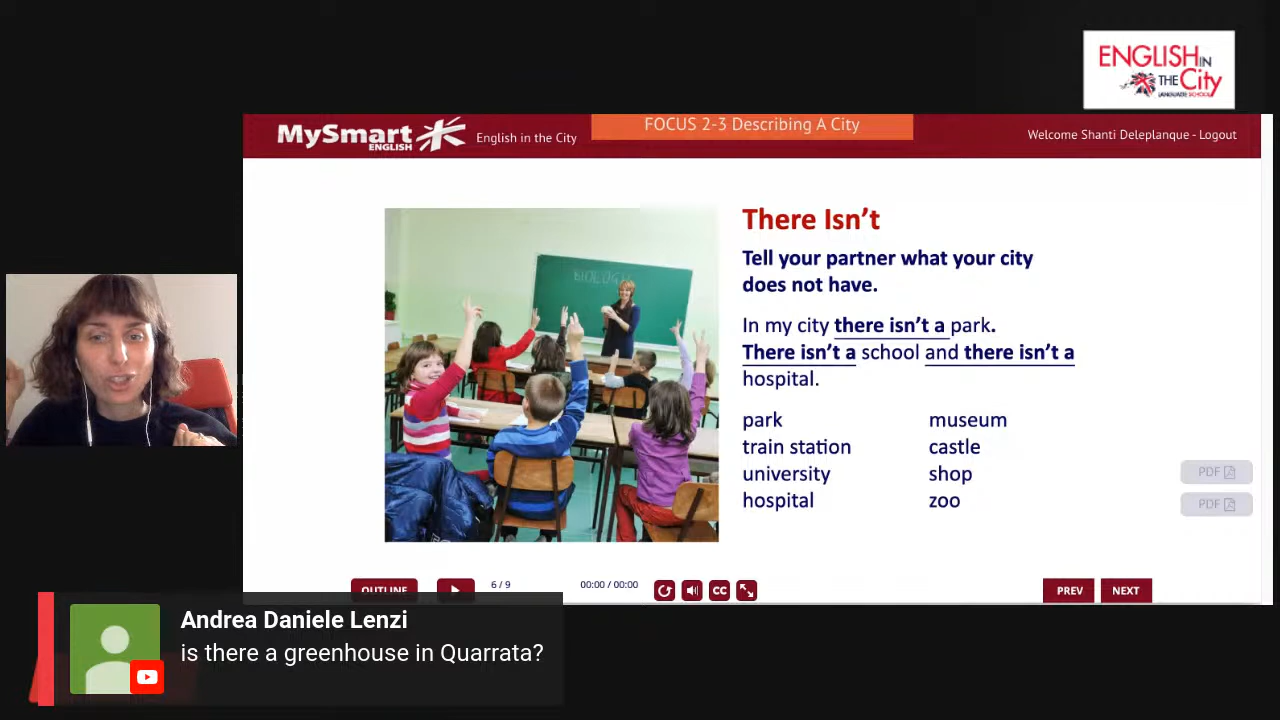 ENGLISH IN
THE City
LANGUAGE SCHOOL
MySmart
ENGLISH
English in the City
FOCUS 2-3 Describing A City
Welcome Shanti Deleplanque - Logout
BIOLOGY
There Isn't
Tell your partner what your city
does not have.
In my city there isn't a park.
There isn't a school and there isn't a
hospital.
park
train station
university
hospital
museum
castle
shop
zoo
PDF
PDF
OUTLINE
6 / 9
00:00 / 00:00
CC
PREV
NEXT
Andrea Daniele Lenzi
is there a greenhouse in Quarrata?